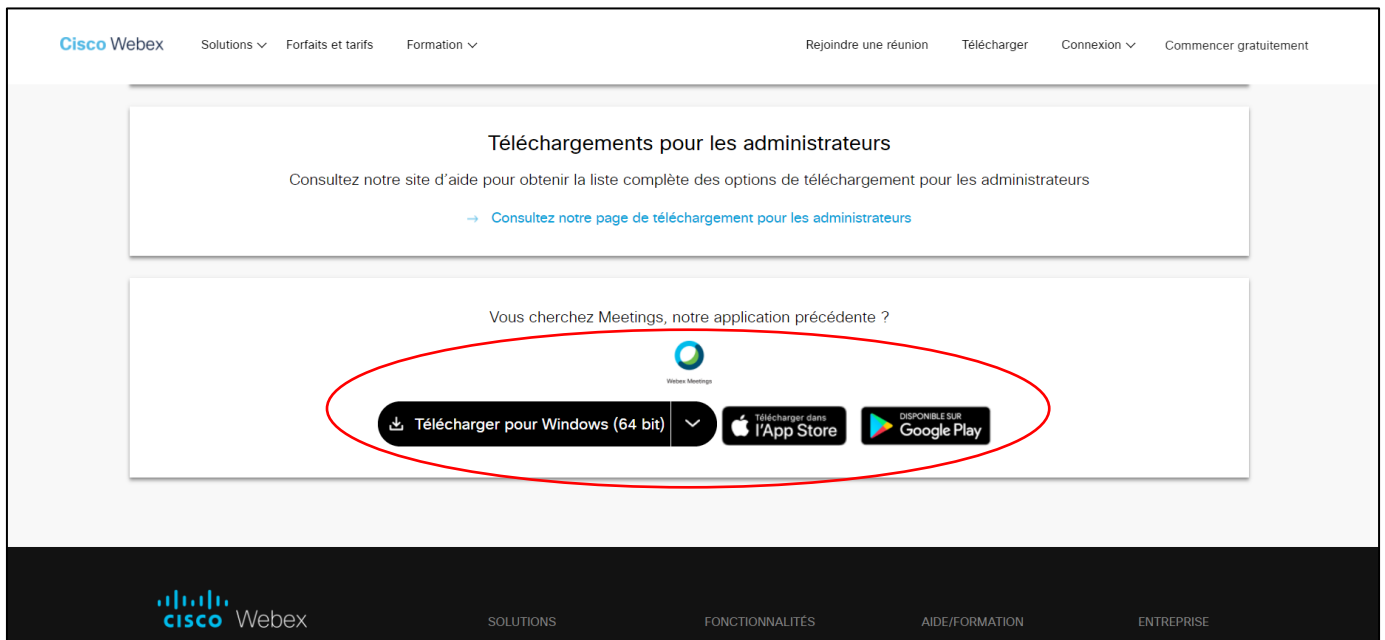 Cisco Webex Solutions Forfaits et tarifs Formation Rejoindre une réunion Télécharger Connexion Commencer gratuitement
Téléchargements pour les administrateurs
Consultez notre site d’aide pour obtenir la liste complète des options de téléchargement pour les administrateurs
→ Consultez notre page de téléchargement pour les administrateurs
Vous cherchez Meetings, notre application précédente ?
Webex Meetings
Télécharger pour Windows (64 bit)
Télécharger dans
l'App Store
DISPONIBLE SUR
Google Play
cisco Webex SOLUTIONS FONCTIONNALITÉS AIDE/FORMATION ENTREPRISE